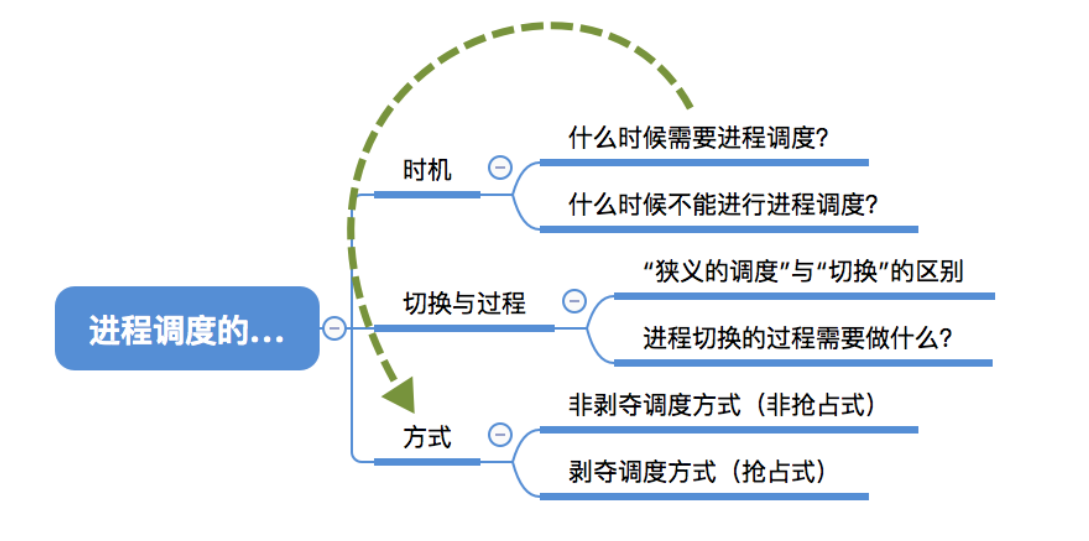 什么时候需要进程调度?
时机
什么时候不能进行进程调度?
“狭义的调度”与“切换”的区别
切换与过程
进程调度的...
进程切换的过程需要做什么?
非剥夺调度方式（非抢占式）
方式
剥夺调度方式（抢占式）